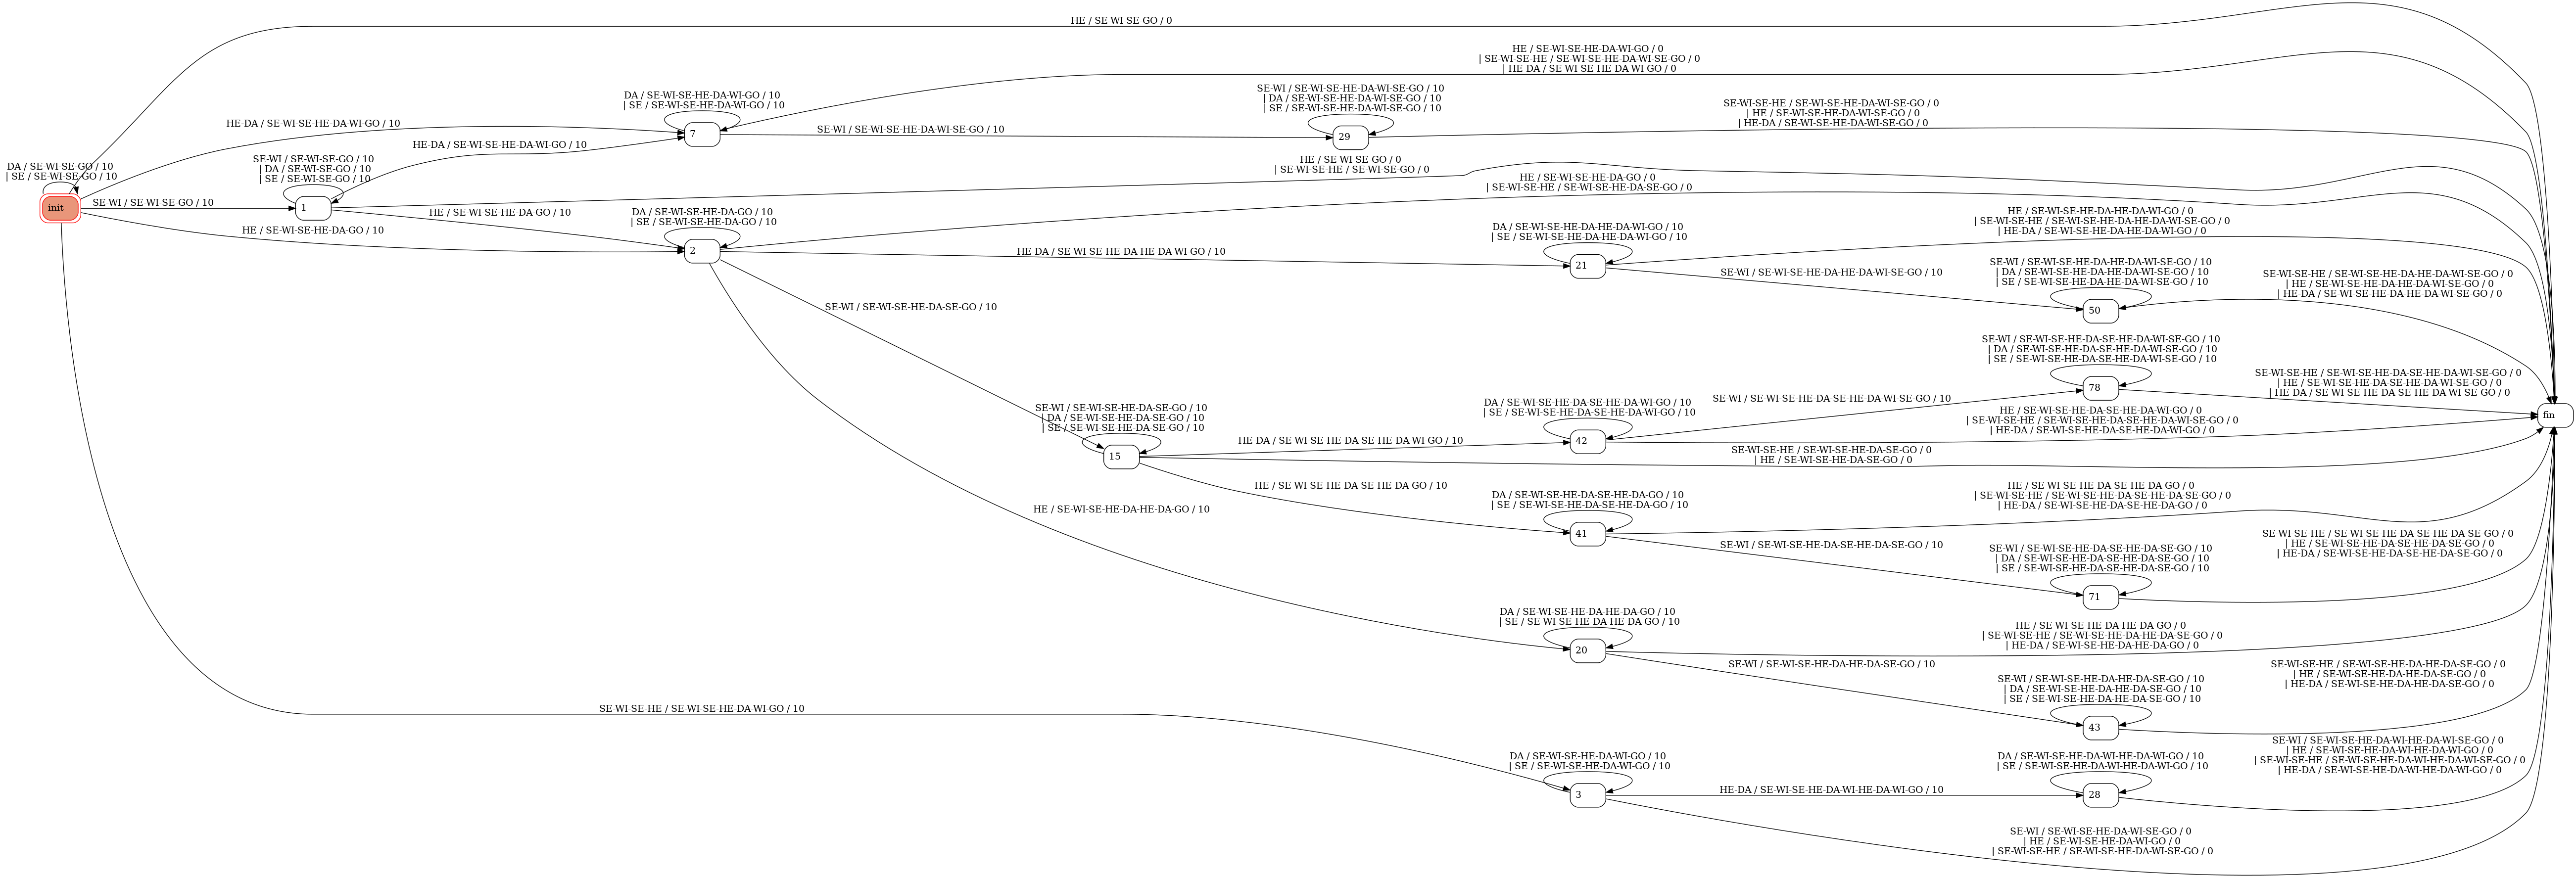 HE / SE-WI-SE-GO / 0
HE / SE-WI-SE-HE-DA-WI-GO / 0
| SE-WI-SE-HE / SE-WI-SE-HE-DA-WI-SE-GO / 0
| HE-DA / SE-WI-SE-HE-DA-WI-GO / 0
DA / SE-WI-SE-HE-DA-WI-GO / 10
| SE / SE-WI-SE-HE-DA-WI-GO / 10
SE-WI / SE-WI-SE-HE-DA-WI-SE-GO / 10
| DA / SE-WI-SE-HE-DA-WI-SE-GO / 10
| SE / SE-WI-SE-HE-DA-WI-SE-GO / 10
SE-WI-SE-HE / SE-WI-SE-HE-DA-WI-SE-GO / 0
| HE / SE-WI-SE-HE-DA-WI-SE-GO / 0
| HE-DA / SE-WI-SE-HE-DA-WI-SE-GO / 0
HE-DA / SE-WI-SE-HE-DA-WI-GO / 10
7
SE-WI / SE-WI-SE-HE-DA-WI-SE-GO / 10
29
HE-DA / SE-WI-SE-HE-DA-WI-GO / 10
DA / SE-WI-SE-GO / 10
| SE / SE-WI-SE-GO / 10
SE-WI / SE-WI-SE-GO / 10
| DA / SE-WI-SE-GO / 10
| SE / SE-WI-SE-GO / 10
HE / SE-WI-SE-GO / 0
| SE-WI-SE-HE / SE-WI-SE-GO / 0
HE / SE-WI-SE-HE-DA-GO / 0
| SE-WI-SE-HE / SE-WI-SE-HE-DA-SE-GO / 0
init
SE-WI / SE-WI-SE-GO / 10
1
HE / SE-WI-SE-HE-DA-GO / 10
DA / SE-WI-SE-HE-DA-GO / 10
| SE / SE-WI-SE-HE-DA-GO / 10
HE / SE-WI-SE-HE-DA-GO / 10
2
HE-DA / SE-WI-SE-HE-DA-HE-DA-WI-GO / 10
DA / SE-WI-SE-HE-DA-HE-DA-WI-GO / 10
| SE / SE-WI-SE-HE-DA-HE-DA-WI-GO / 10
21
HE / SE-WI-SE-HE-DA-HE-DA-WI-GO / 0
| SE-WI-SE-HE / SE-WI-SE-HE-DA-HE-DA-WI-SE-GO / 0
| HE-DA / SE-WI-SE-HE-DA-HE-DA-WI-GO / 0
SE-WI / SE-WI-SE-HE-DA-HE-DA-WI-SE-GO / 10
SE-WI / SE-WI-SE-HE-DA-HE-DA-WI-SE-GO / 10
| DA / SE-WI-SE-HE-DA-HE-DA-WI-SE-GO / 10
| SE / SE-WI-SE-HE-DA-HE-DA-WI-SE-GO / 10
50
SE-WI-SE-HE / SE-WI-SE-HE-DA-HE-DA-WI-SE-GO / 0
| HE / SE-WI-SE-HE-DA-HE-DA-WI-SE-GO / 0
| HE-DA / SE-WI-SE-HE-DA-HE-DA-WI-SE-GO / 0
SE-WI / SE-WI-SE-HE-DA-SE-GO / 10
SE-WI / SE-WI-SE-HE-DA-SE-HE-DA-WI-SE-GO / 10
| DA / SE-WI-SE-HE-DA-SE-HE-DA-WI-SE-GO / 10
| SE / SE-WI-SE-HE-DA-SE-HE-DA-WI-SE-GO / 10
78
SE-WI-SE-HE / SE-WI-SE-HE-DA-SE-HE-DA-WI-SE-GO / 0
| HE / SE-WI-SE-HE-DA-SE-HE-DA-WI-SE-GO / 0
| HE-DA / SE-WI-SE-HE-DA-SE-HE-DA-WI-SE-GO / 0
fin
SE-WI / SE-WI-SE-HE-DA-SE-GO / 10
| DA / SE-WI-SE-HE-DA-SE-GO / 10
| SE / SE-WI-SE-HE-DA-SE-GO / 10
DA / SE-WI-SE-HE-DA-SE-HE-DA-WI-GO / 10
| SE / SE-WI-SE-HE-DA-SE-HE-DA-WI-GO / 10
SE-WI / SE-WI-SE-HE-DA-SE-HE-DA-WI-SE-GO / 10
HE / SE-WI-SE-HE-DA-SE-HE-DA-WI-GO / 0
| SE-WI-SE-HE / SE-WI-SE-HE-DA-SE-HE-DA-WI-SE-GO / 0
| HE-DA / SE-WI-SE-HE-DA-SE-HE-DA-WI-GO / 0
15
HE-DA / SE-WI-SE-HE-DA-SE-HE-DA-WI-GO / 10
42
SE-WI-SE-HE / SE-WI-SE-HE-DA-SE-GO / 0
| HE / SE-WI-SE-HE-DA-SE-GO / 0
HE / SE-WI-SE-HE-DA-SE-HE-DA-GO / 10
DA / SE-WI-SE-HE-DA-SE-HE-DA-GO / 10
| SE / SE-WI-SE-HE-DA-SE-HE-DA-GO / 10
41
HE / SE-WI-SE-HE-DA-SE-HE-DA-GO / 0
| SE-WI-SE-HE / SE-WI-SE-HE-DA-SE-HE-DA-SE-GO / 0
| HE-DA / SE-WI-SE-HE-DA-SE-HE-DA-GO / 0
HE / SE-WI-SE-HE-DA-HE-DA-GO / 10
SE-WI / SE-WI-SE-HE-DA-SE-HE-DA-SE-GO / 10
SE-WI / SE-WI-SE-HE-DA-SE-HE-DA-SE-GO / 10
| DA / SE-WI-SE-HE-DA-SE-HE-DA-SE-GO / 10
| SE / SE-WI-SE-HE-DA-SE-HE-DA-SE-GO / 10
71
SE-WI-SE-HE / SE-WI-SE-HE-DA-SE-HE-DA-SE-GO / 0
| HE / SE-WI-SE-HE-DA-SE-HE-DA-SE-GO / 0
| HE-DA / SE-WI-SE-HE-DA-SE-HE-DA-SE-GO / 0
DA / SE-WI-SE-HE-DA-HE-DA-GO / 10
| SE / SE-WI-SE-HE-DA-HE-DA-GO / 10
20
HE / SE-WI-SE-HE-DA-HE-DA-GO / 0
| SE-WI-SE-HE / SE-WI-SE-HE-DA-HE-DA-SE-GO / 0
| HE-DA / SE-WI-SE-HE-DA-HE-DA-GO / 0
SE-WI / SE-WI-SE-HE-DA-HE-DA-SE-GO / 10
SE-WI / SE-WI-SE-HE-DA-HE-DA-SE-GO / 10
| DA / SE-WI-SE-HE-DA-HE-DA-SE-GO / 10
| SE / SE-WI-SE-HE-DA-HE-DA-SE-GO / 10
43
SE-WI-SE-HE / SE-WI-SE-HE-DA-HE-DA-SE-GO / 0
| HE / SE-WI-SE-HE-DA-HE-DA-SE-GO / 0
| HE-DA / SE-WI-SE-HE-DA-HE-DA-SE-GO / 0
SE-WI-SE-HE / SE-WI-SE-HE-DA-WI-GO / 10
DA / SE-WI-SE-HE-DA-WI-GO / 10
| SE / SE-WI-SE-HE-DA-WI-GO / 10
3
HE-DA / SE-WI-SE-HE-DA-WI-HE-DA-WI-GO / 10
DA / SE-WI-SE-HE-DA-WI-HE-DA-WI-GO / 10
| SE / SE-WI-SE-HE-DA-WI-HE-DA-WI-GO / 10
28
SE-WI / SE-WI-SE-HE-DA-WI-HE-DA-WI-SE-GO / 0
| HE / SE-WI-SE-HE-DA-WI-HE-DA-WI-GO / 0
| SE-WI-SE-HE / SE-WI-SE-HE-DA-WI-HE-DA-WI-SE-GO / 0
| HE-DA / SE-WI-SE-HE-DA-WI-HE-DA-WI-GO / 0
SE-WI / SE-WI-SE-HE-DA-WI-SE-GO / 0
| HE / SE-WI-SE-HE-DA-WI-GO / 0
| SE-WI-SE-HE / SE-WI-SE-HE-DA-WI-SE-GO / 0